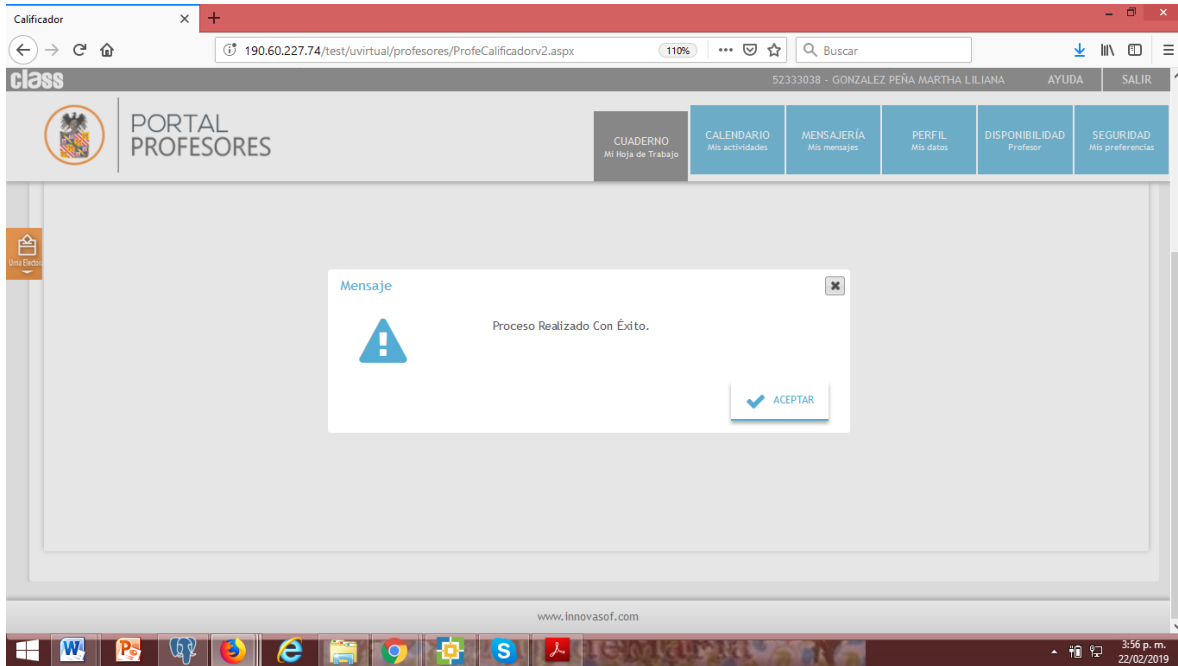 Calificador
190.60.227.74/test/uvirtual/profesores/ProfeCalificadorv2.aspx
110%
Buscar
class
52333038 - GONZALEZ PEÑA MARTHA LILIANA
AYUDA
SALIR
PORTAL
PROFESORES
CUADERNO
Mi Hoja de Trabajo
CALENDARIO
Mis actividades
MENSAJERÍA
Mis mensajes
PERFIL
Mis datos
DISPONIBILIDAD
Profesor
SEGURIDAD
Mis preferencias
Mensaje
Proceso Realizado Con Éxito.
ACEPTAR
www.innovasof.com
3:56 p. m.
22/02/2019